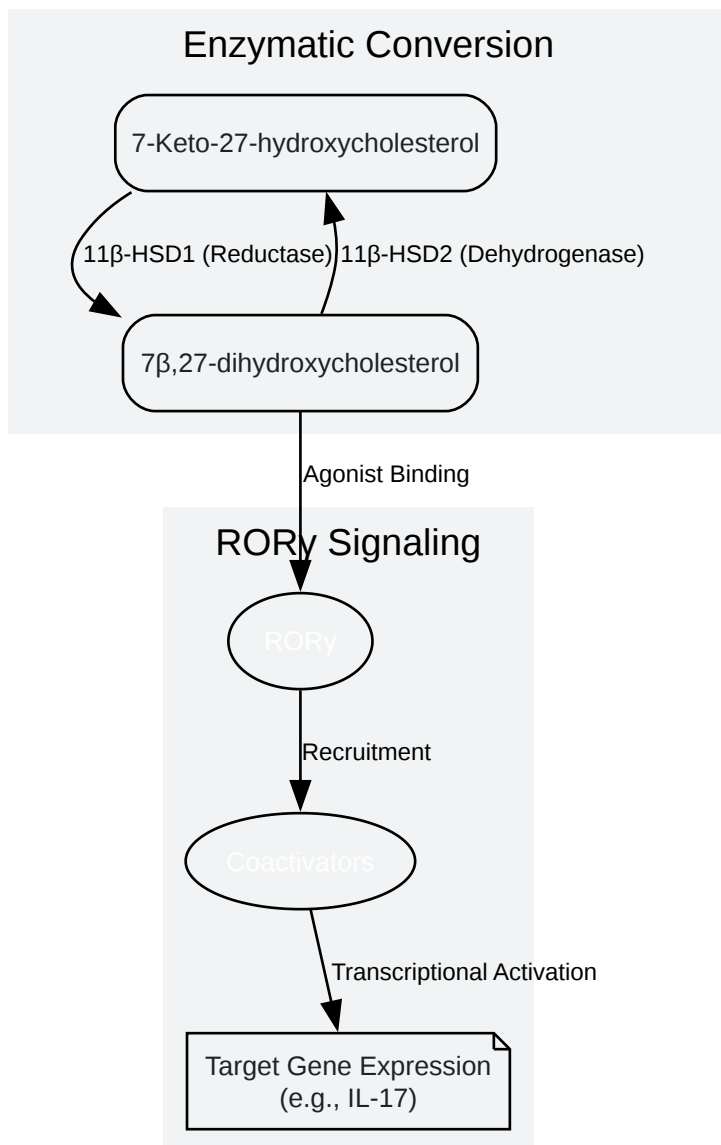 Enzymatic Conversion
7-Keto-27-hydroxycholesterol
11β-HSD1 (Reductase)
11β-HSD2 (Dehydrogenase)
7β,27-dihydroxycholesterol
Agonist Binding
RORγ Signaling
RORγ
Recruitment
Coactivators
Transcriptional Activation
Target Gene Expression
(e.g., IL-17)